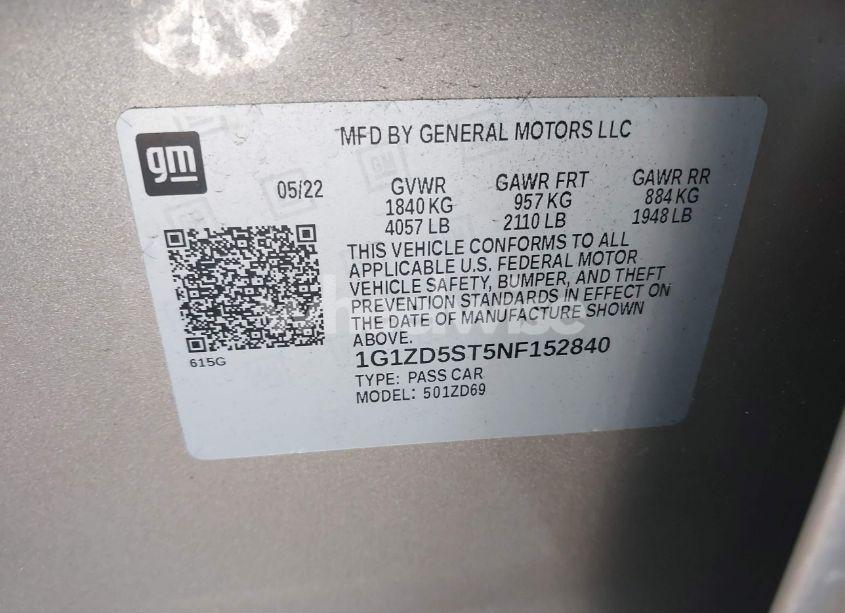 gm
MFD BY GENERAL MOTORS LLC
05/22
GVWR
1840 KG
4057 LB
GAWR FRT
957 KG
2110 LB
GAWR RR
884 KG
1948 LB
THIS VEHICLE CONFORMS TO ALL
APPLICABLE U.S. FEDERAL MOTOR
VEHICLE SAFETY, BUMPER, AND THEFT
PREVENTION STANDARDS IN EFFECT ON
THE DATE OF MANUFACTURE SHOWN
ABOVE.
615G
1G1ZD5ST5NF152840
TYPE: PASS CAR
MODEL: 501ZD69